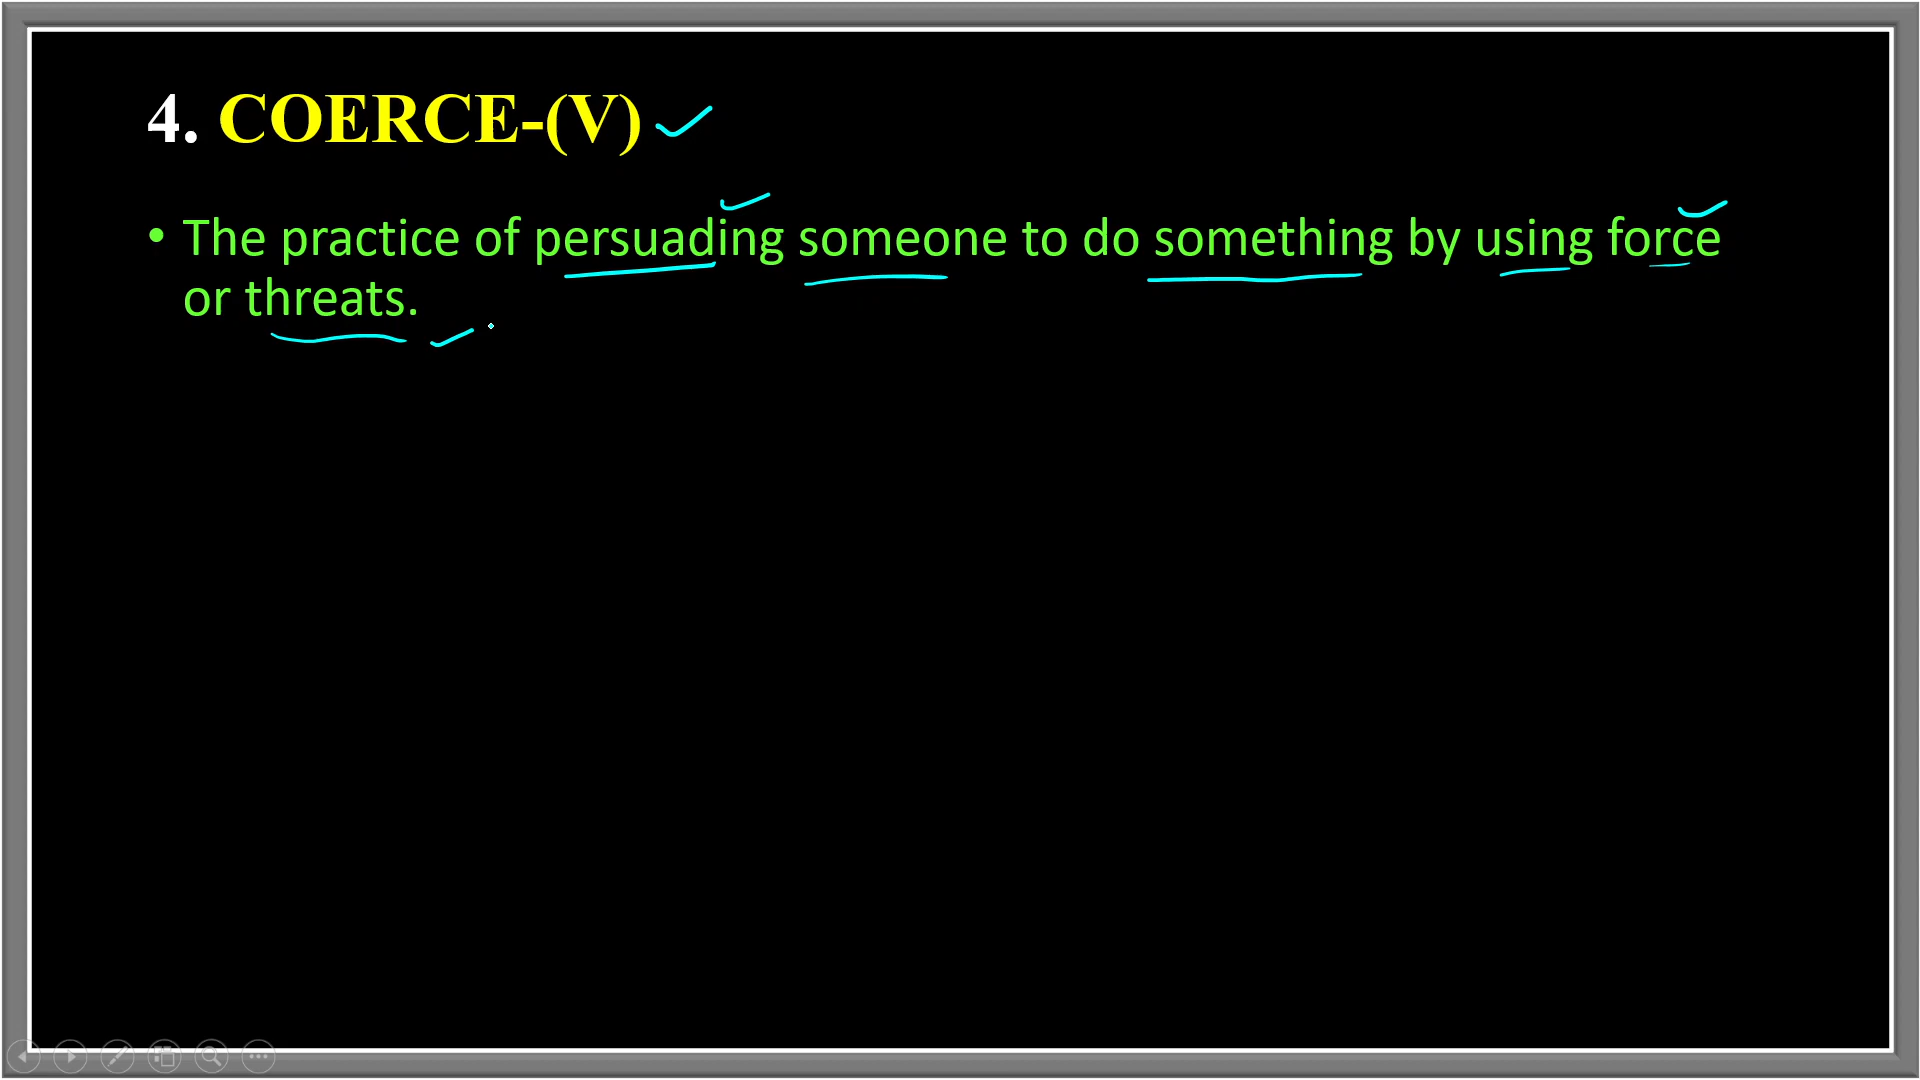 4. COERCE-(V)
• The practice of persuading someone to do something by using force
or threats.